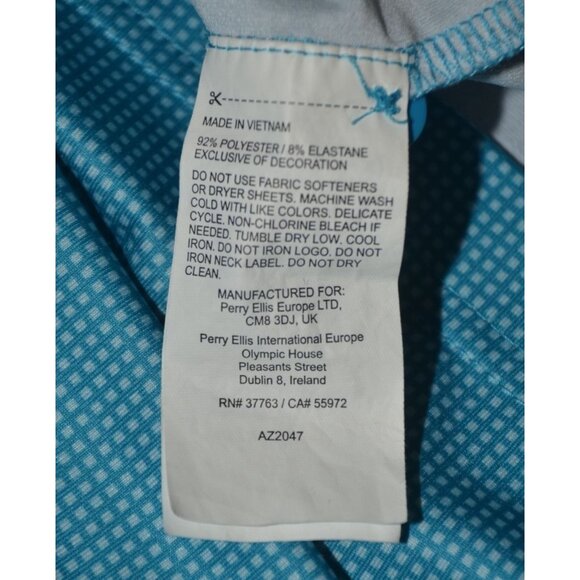 MADE IN VIETNAM
92% POLYESTER / 8% ELASTANE
EXCLUSIVE OF DECORATION
DO NOT USE FABRIC SOFTENERS
OR DRYER SHEETS. MACHINE WASH
COLD WITH LIKE COLORS. DELICATE
CYCLE. NON-CHLORINE BLEACH IF
NEEDED. TUMBLE DRY LOW. COOL
IRON. DO NOT IRON LOGO. DO NOT
IRON NECK LABEL. DO NOT DRY
CLEAN.
MANUFACTURED FOR:
Perry Ellis Europe LTD,
CM8 3DJ, UK
Perry Ellis International Europe
Olympic House
Pleasants Street
Dublin 8, Ireland
RN# 37763 / CA# 55972
AZ2047